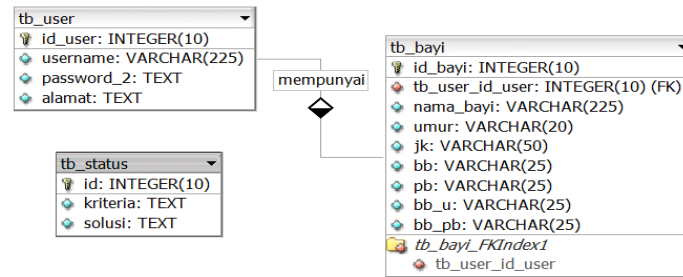 tb_user
id_user: INTEGER(10)
username: VARCHAR(225)
password_2: TEXT
alamat: TEXT
mempunyai
tb_status
id: INTEGER(10)
kriteria: TEXT
solusi: TEXT
tb_bayi
id_bayi: INTEGER(10)
tb_user_id_user: INTEGER(10) (FK)
nama_bayi: VARCHAR(225)
umur: VARCHAR(20)
jk: VARCHAR(50)
bb: VARCHAR(25)
pb: VARCHAR(25)
bb_u: VARCHAR(25)
bb_pb: VARCHAR(25)
tb_bayi_FKIndex1
tb_user_id_user